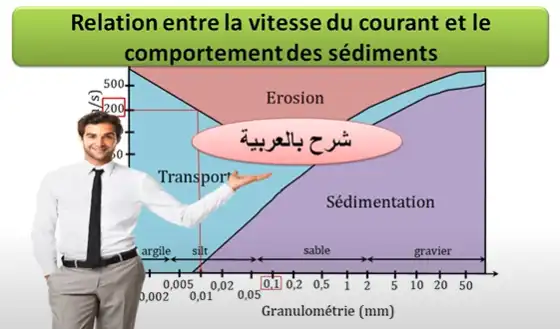 Relation entre la vitesse du courant et le
comportement des sédiments
500
200
50
Erosion
شرح بالعربية
Transport
Sédimentation
argile silt sable gravier
0,005 0,02 0,1 0,2 0,5 1 2 5 10 20 50
0,002 0,01 0,05
Granulométrie (mm)